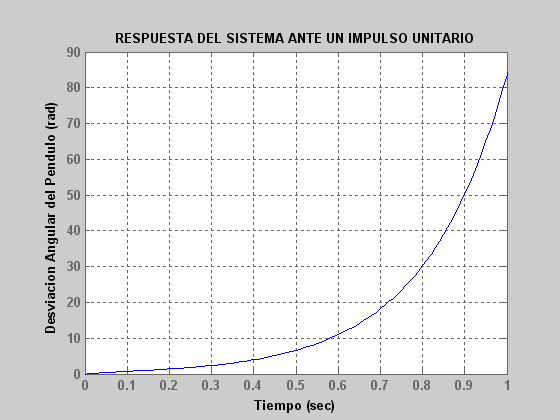 RESPUESTA DEL SISTEMA ANTE UN IMPULSO UNITARIO
Desviacion Angular del Pendulo (rad)
90
80
70
60
50
40
30
20
10
0
0 0.1 0.2 0.3 0.4 0.5 0.6 0.7 0.8 0.9 1
Tiempo (sec)